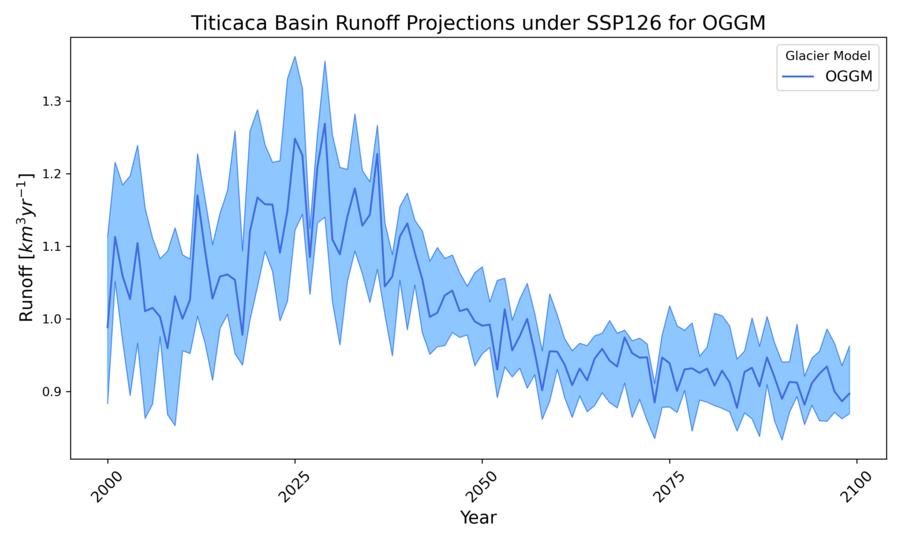 Titicaca Basin Runoff Projections under SSP126 for OGGM
Glacier Model
OGGM
Runoff [km³yr⁻¹]
1.3
1.2
1.1
1.0
0.9
2000
2025
2050
2075
2100
Year